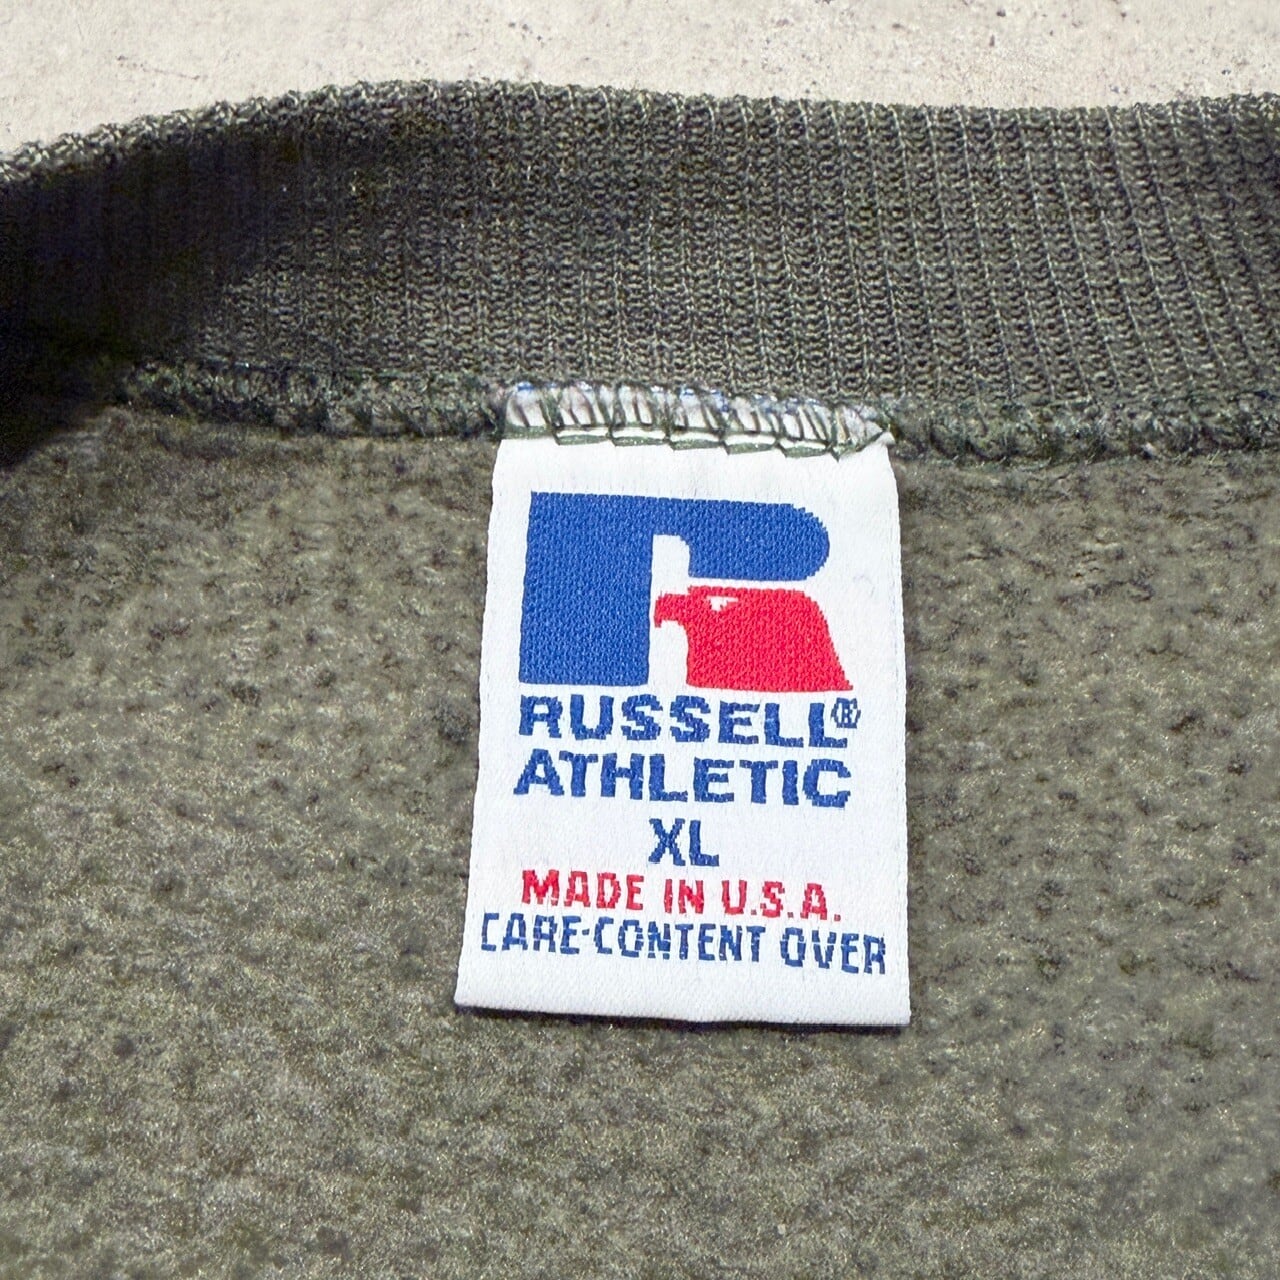 RUSSELL®
ATHLETIC
XL
MADE IN U.S.A.
CARE-CONTENT OVER